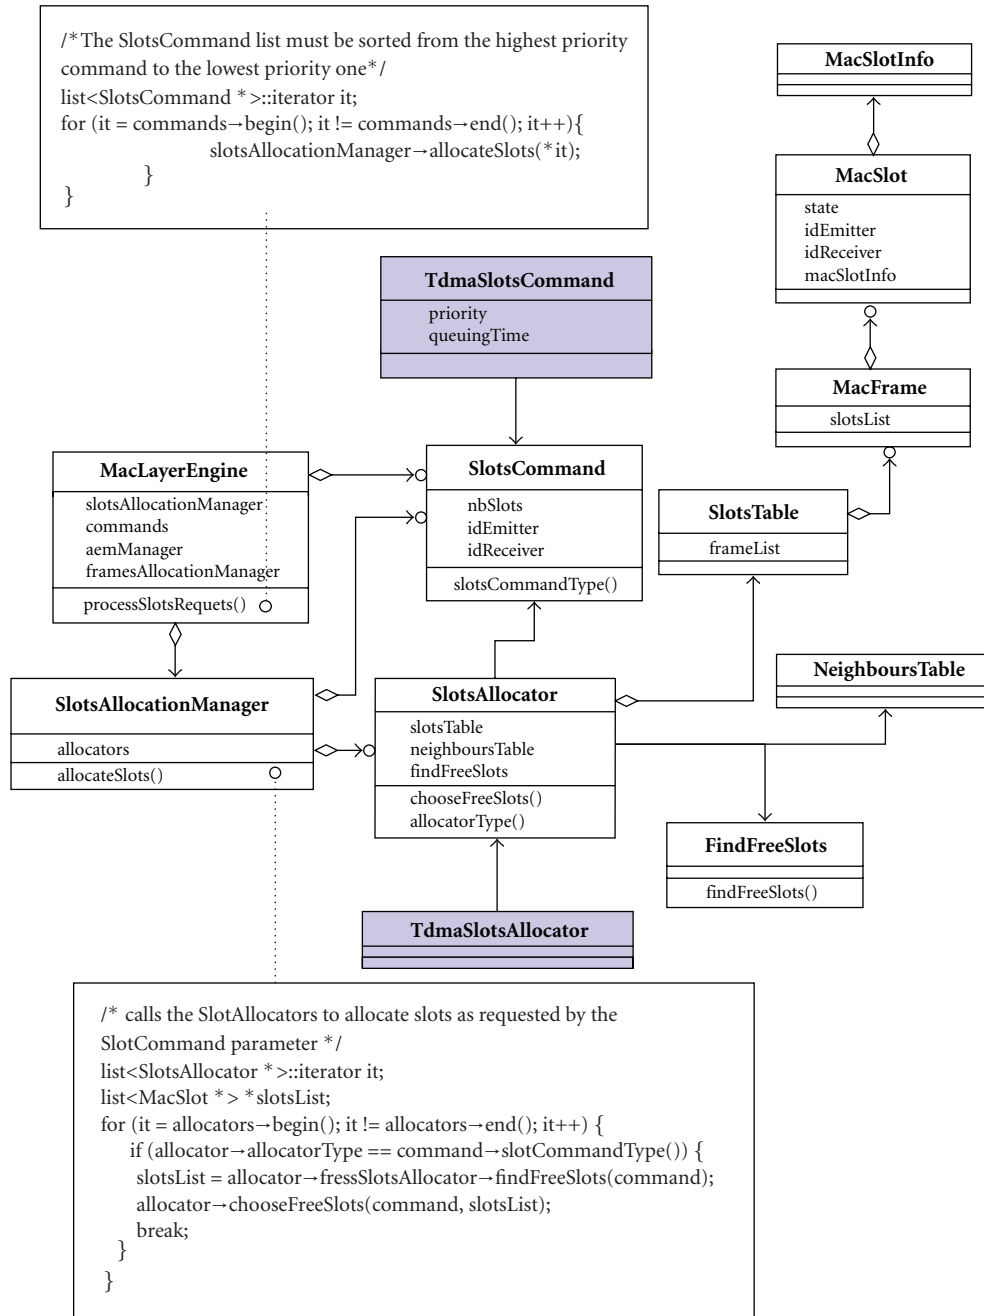 /*The SlotsCommand list must be sorted from the highest priority
command to the lowest priority one*/
list<SlotsCommand *>::iterator it;
for (it = commands→begin(); it != commands→end(); it++){
slotsAllocationManager→allocateSlots(*it);
}
}
MacSlotInfo
MacSlot
state
idEmitter
idReceiver
macSlotInfo
TdmaSlotsCommand
priority
queuingTime
MacFrame
slotsList
MacLayerEngine
slotsAllocationManager
commands
aemManager
framesAllocationManager
processSlotsRequets()
SlotsCommand
nbSlots
idEmitter
idReceiver
slotsCommandType()
SlotsTable
frameList
SlotsAllocationManager
allocators
allocateSlots()
SlotsAllocator
slotsTable
neighboursTable
findFreeSlots
chooseFreeSlots()
allocatorType()
NeighboursTable
FindFreeSlots
findFreeSlots()
TdmaSlotsAllocator
/* calls the SlotAllocators to allocate slots as requested by the
SlotCommand parameter */
list<SlotsAllocator *>::iterator it;
list<MacSlot *> *slotsList;
for (it = allocators→begin(); it != allocators→end(); it++) {
if (allocator→allocatorType == command→slotCommandType()) {
slotsList = allocator→fressSlotsAllocator→findFreeSlots(command);
allocator→chooseFreeSlots(command, slotsList);
break;
}
}